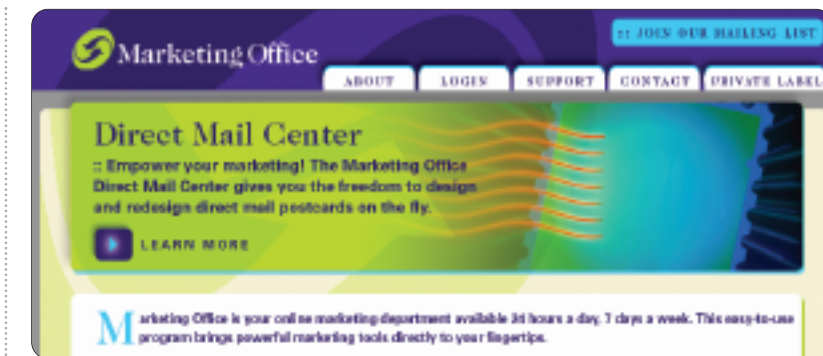 :: JOIN OUR MAILING LIST
Marketing Office
ABOUT LOGIN SUPPORT CONTACT PRIVATE LABEL
Direct Mail Center
:: Empower your marketing! The Marketing Office
Direct Mail Center gives you the freedom to design
and redesign direct mail postcards on the fly.
LEARN MORE
Marketing Office is your online marketing department available 24 hours a day, 7 days a week. This easy-to-use
program brings powerful marketing tools directly to your fingertips.